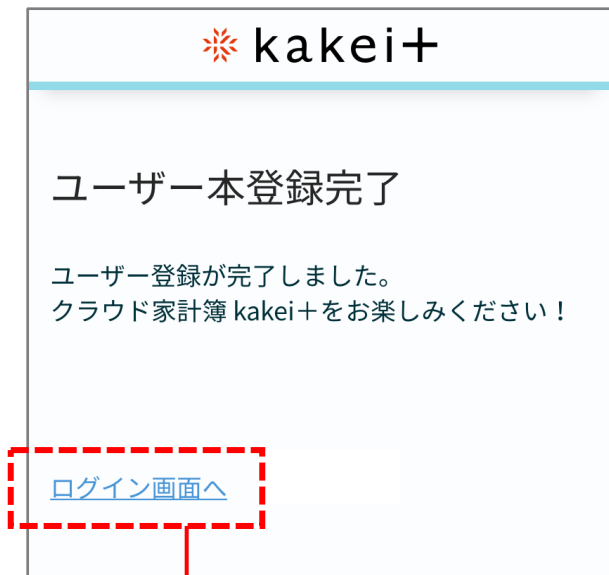 kakei＋
ユーザー本登録完了
ユーザー登録が完了しました。
クラウド家計簿 kakei＋をお楽しみください！
ログイン画面へ